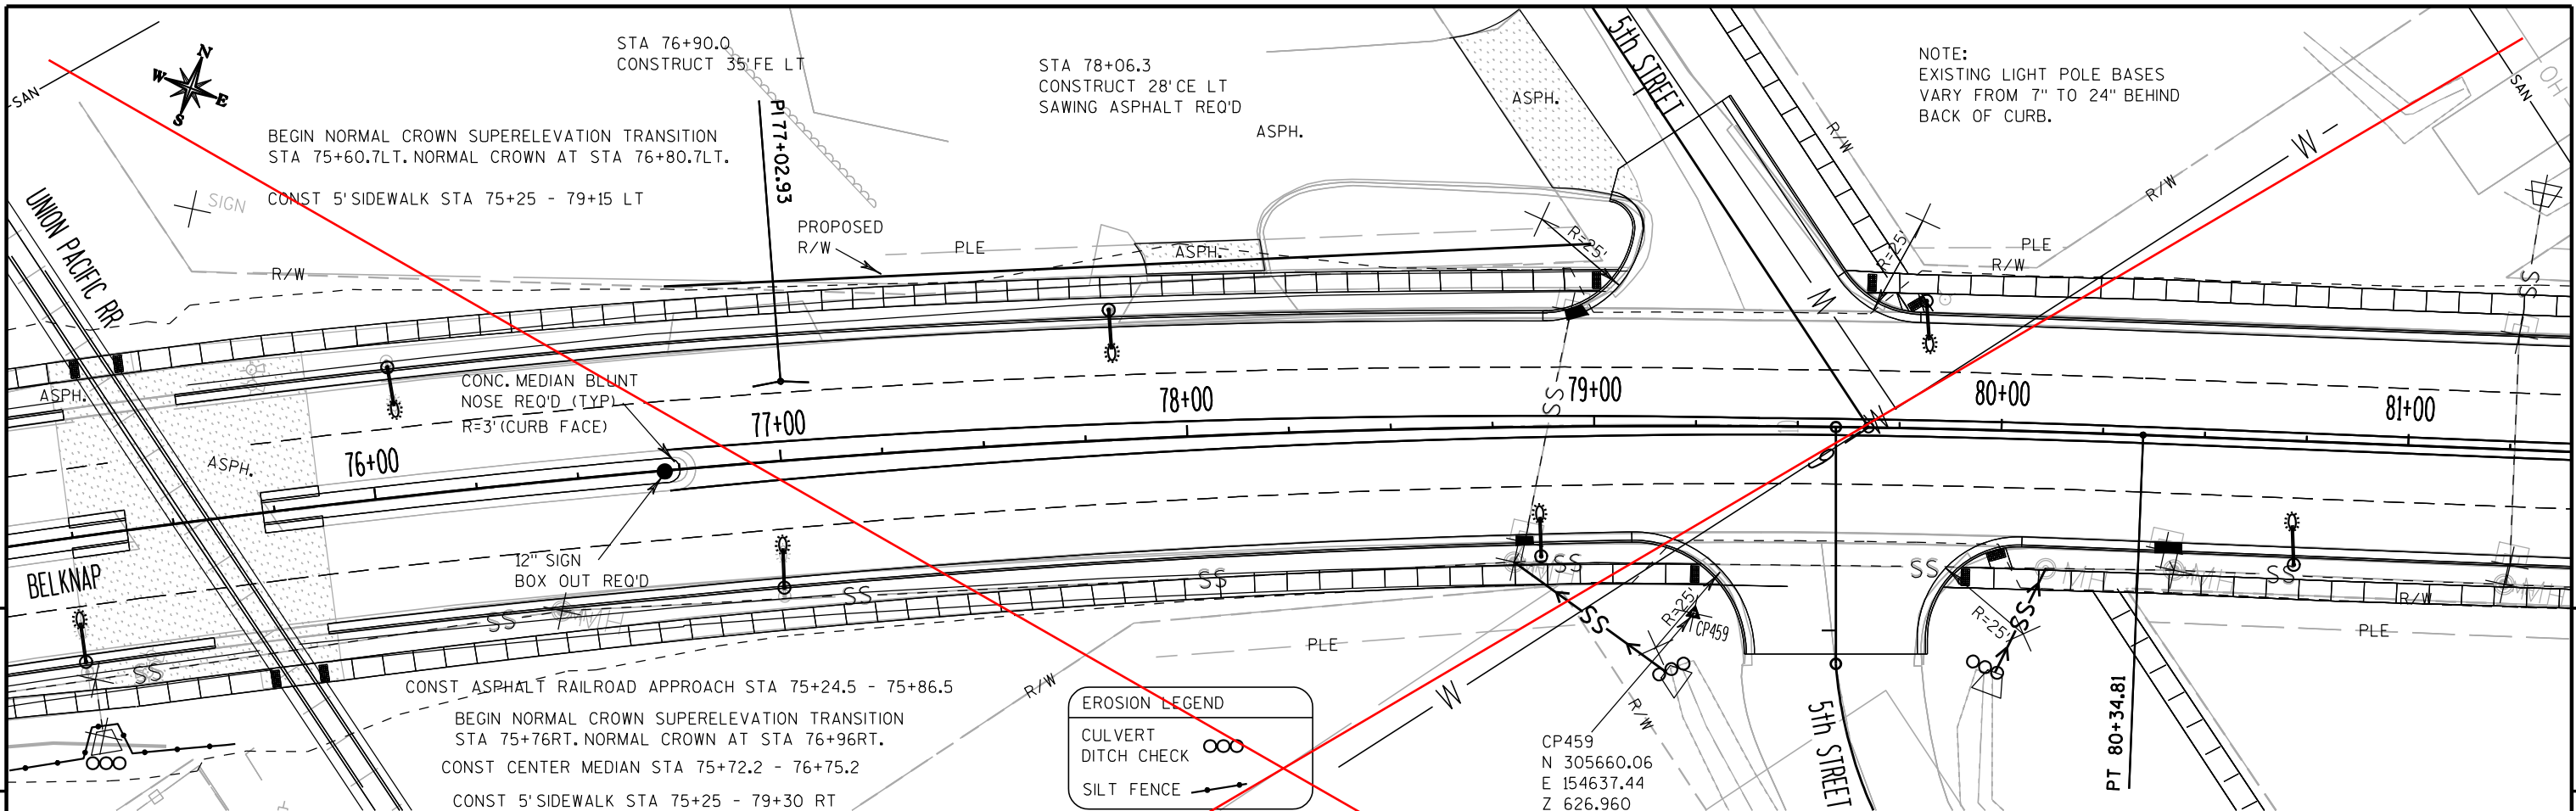 STA 76+90.0
CONSTRUCT 35' FE LT
STA 78+06.3
CONSTRUCT 28' CE LT
SAWING ASPHALT REQ'D
NOTE:
EXISTING LIGHT POLE BASES
VARY FROM 7" TO 24" BEHIND
BACK OF CURB.
N
W
E
S
SAN
SAN
OH
5th STREET
ASPH.
ASPH.
R/W
W
BEGIN NORMAL CROWN SUPERELEVATION TRANSITION
STA 75+60.7LT. NORMAL CROWN AT STA 76+80.7LT.
PI 77+02.93
CONST 5' SIDEWALK STA 75+25 - 79+15 LT
SIGN
R/W
UNION PACIFIC RR
PROPOSED
R/W
PLE
ASPH.
R=25'
R=25'
PLE
R/W
R/W
SS
W
CONC. MEDIAN BLUNT
NOSE REQ'D (TYP)
R=3' (CURB FACE)
ASPH.
ASPH.
76+00
77+00
78+00
79+00
80+00
81+00
SS
W
12" SIGN
BOX OUT REQ'D
BELKNAP
SS
SS
SS
SS
SS
SS
SS
MH
MH
MH
MH
MH
SS
SS
R=25'
CP459
R=25'
R/W
PLE
PLE
R/W
R/W
W
CONST ASPHALT RAILROAD APPROACH STA 75+24.5 - 75+86.5
BEGIN NORMAL CROWN SUPERELEVATION TRANSITION
STA 75+76RT. NORMAL CROWN AT STA 76+96RT.
CONST CENTER MEDIAN STA 75+72.2 - 76+75.2
CONST 5' SIDEWALK STA 75+25 - 79+30 RT
EROSION LEGEND
CULVERT
DITCH CHECK
SILT FENCE
CP459
N 305660.06
E 154637.44
Z 626.960
5th STREET
PT 80+34.81